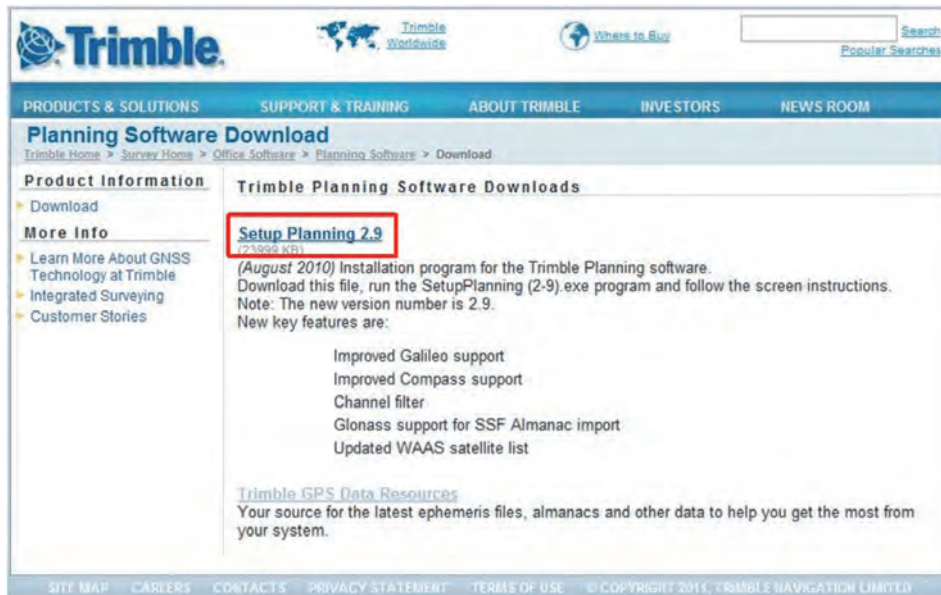 Trimble.
Trimble
Worldwide
Where to Buy
Search
Popular Searches
PRODUCTS & SOLUTIONS SUPPORT & TRAINING ABOUT TRIMBLE INVESTORS NEWS ROOM
Planning Software Download
Trimble Home > Survey Home > Office Software > Planning Software > Download
Product Information
Download
More Info
Learn More About GNSS
Technology at Trimble
Integrated Surveying
Customer Stories
Trimble Planning Software Downloads
Setup Planning 2.9
(23999 KB)
(August 2010) Installation program for the Trimble Planning software.
Download this file, run the SetupPlanning (2-9).exe program and follow the screen instructions.
Note: The new version number is 2.9.
New key features are:
Improved Galileo support
Improved Compass support
Channel filter
Glonass support for SSF Almanac import
Updated WAAS satellite list
Trimble GPS Data Resources
Your source for the latest ephemeris files, almanacs and other data to help you get the most from
your system.
SITE MAP CAREERS CONTACTS PRIVACY STATEMENT TERMS OF USE © COPYRIGHT 2011, TRIMBLE NAVIGATION LIMITED